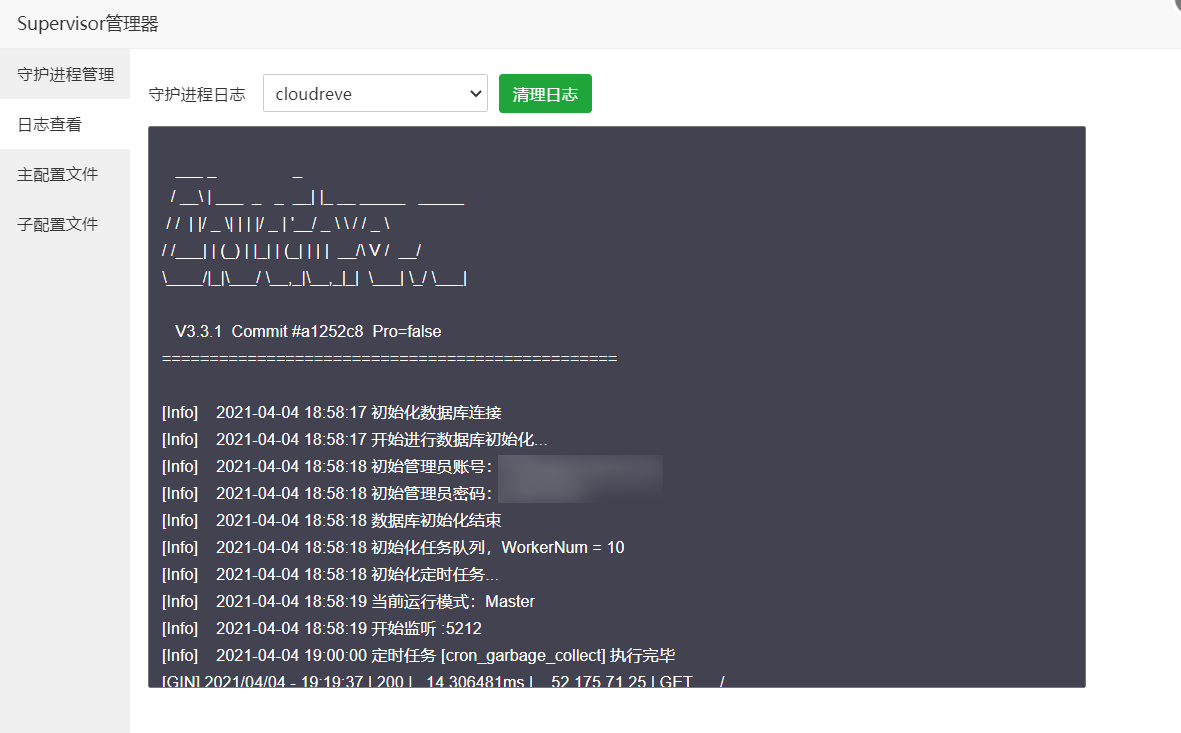 Supervisor管理器
守护进程管理
日志查看
主配置文件
子配置文件
守护进程日志 cloudreve 清理日志
   ___ _                 _
  / __\ | ___  _   _  __| |_ __ _____   _____
 / /  | |/ _ \| | | |/ _ | '__/ _ \ \ / / _ \
/ /___| | (_) | |_| | (_| | | |  __/\ V /  __/
\____/|_|\___/ \__,_|\__,_|_|  \___| \_/ \___|
V3.3.1 Commit #a1252c8 Pro=false
================================================
[Info] 2021-04-04 18:58:17 初始化数据库连接
[Info] 2021-04-04 18:58:17 开始进行数据库初始化...
[Info] 2021-04-04 18:58:18 初始管理员账号：
[Info] 2021-04-04 18:58:18 初始管理员密码：
[Info] 2021-04-04 18:58:18 数据库初始化结束
[Info] 2021-04-04 18:58:18 初始化任务队列，WorkerNum = 10
[Info] 2021-04-04 18:58:18 初始化定时任务...
[Info] 2021-04-04 18:58:19 当前运行模式：Master
[Info] 2021-04-04 18:58:19 开始监听 :5212
[Info] 2021-04-04 19:00:00 定时任务 [cron_garbage_collect] 执行完毕
[GIN] 2021/04/04 - 19:19:37 | 200 | 14.306481ms | 52.175.71.25 | GET /